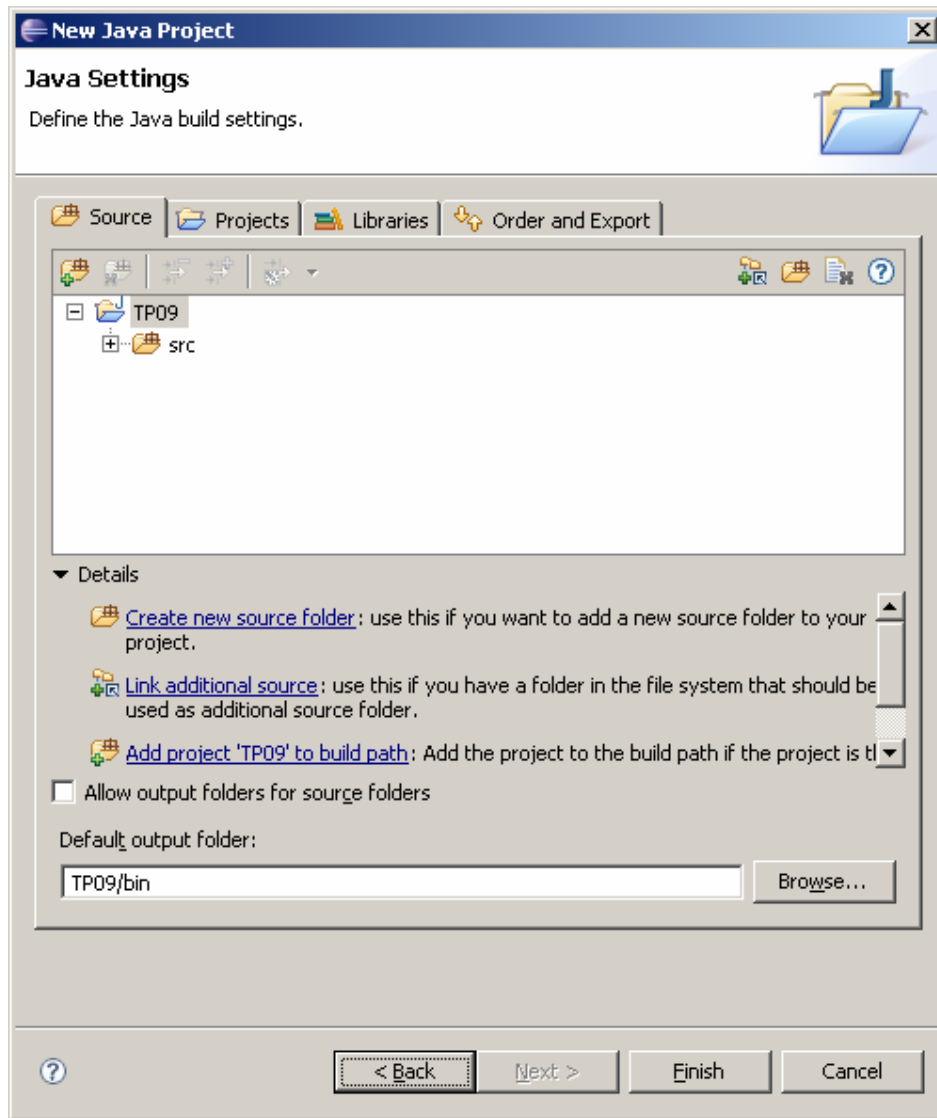 New Java Project
Java Settings
Define the Java build settings.
Source Projects Libraries Order and Export
TP09
src
Details
Create new source folder: use this if you want to add a new source folder to your
project.
Link additional source: use this if you have a folder in the file system that should be
used as additional source folder.
Add project 'TP09' to build path: Add the project to the build path if the project is
Allow output folders for source folders
Default output folder:
TP09/bin
Browse...
< Back Next > Finish Cancel